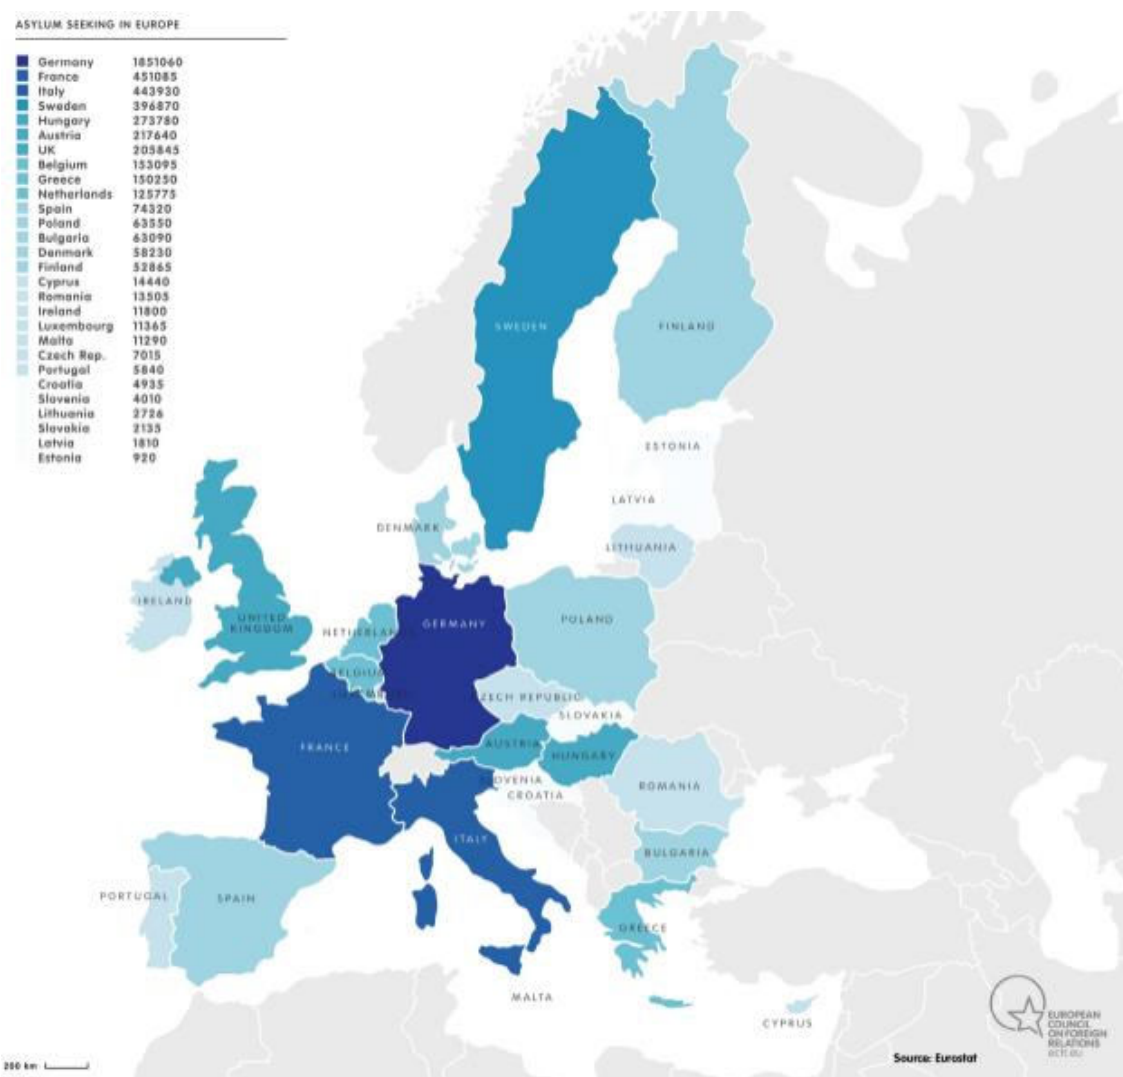 ASYLUM SEEKING IN EUROPE
Germany 1851060
France 451085
Italy 443930
Sweden 396870
Hungary 273780
Austria 217640
UK 205845
Belgium 153095
Greece 150250
Netherlands 125775
Spain 74320
Poland 63550
Bulgaria 63090
Denmark 58230
Finland 52865
Cyprus 14440
Romania 13505
Ireland 11800
Luxembourg 11365
Malta 11290
Czech Rep. 7015
Portugal 5840
Croatia 4935
Slovenia 4010
Lithuania 2726
Slovakia 2135
Latvia 1810
Estonia 920
SWEDEN
FINLAND
ESTONIA
LATVIA
DENMARK
LITHUANIA
IRELAND
UNITED
KINGDOM
NETHERLANDS
GERMANY
POLAND
BELGIUM
LUXEMBURG
CZECH REPUBLIC
SLOVAKIA
FRANCE
AUSTRIA
HUNGARY
SLOVENIA
CROATIA
ROMANIA
ITALY
BULGARIA
PORTUGAL
SPAIN
GREECE
MALTA
CYPRUS
EUROPEAN
COUNCIL
ON FOREIGN
RELATIONS
ecfr.eu
Source: Eurostat
200 km